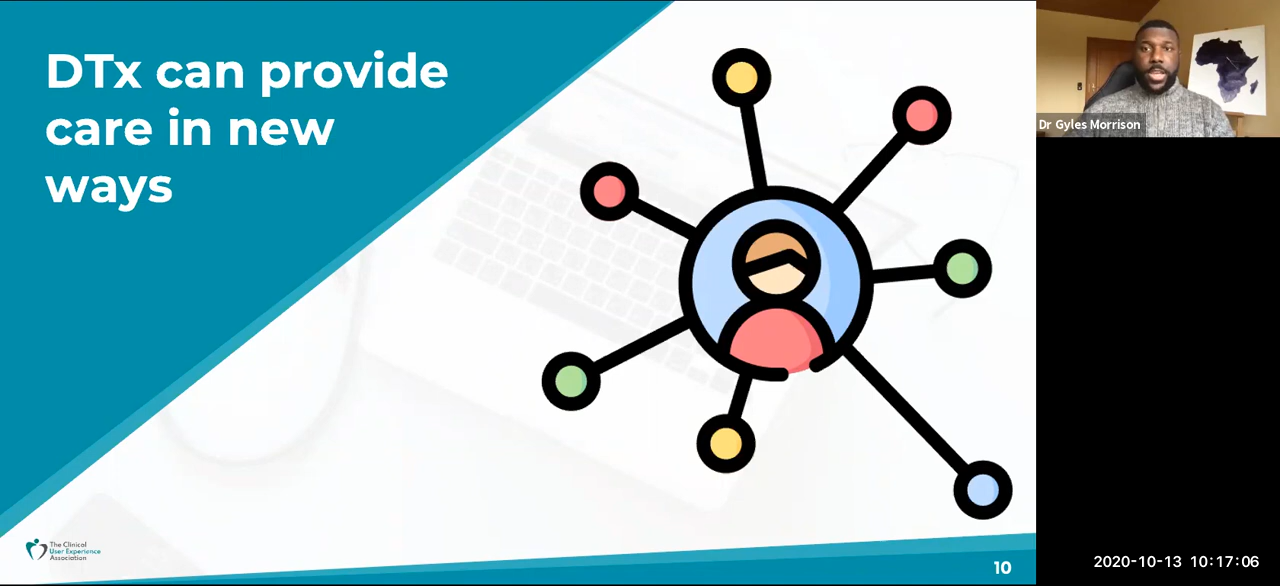 DTx can provide
care in new
ways
Dr Gyles Morrison
The Clinical
User Experience
Association
10
2020-10-13 10:17:06